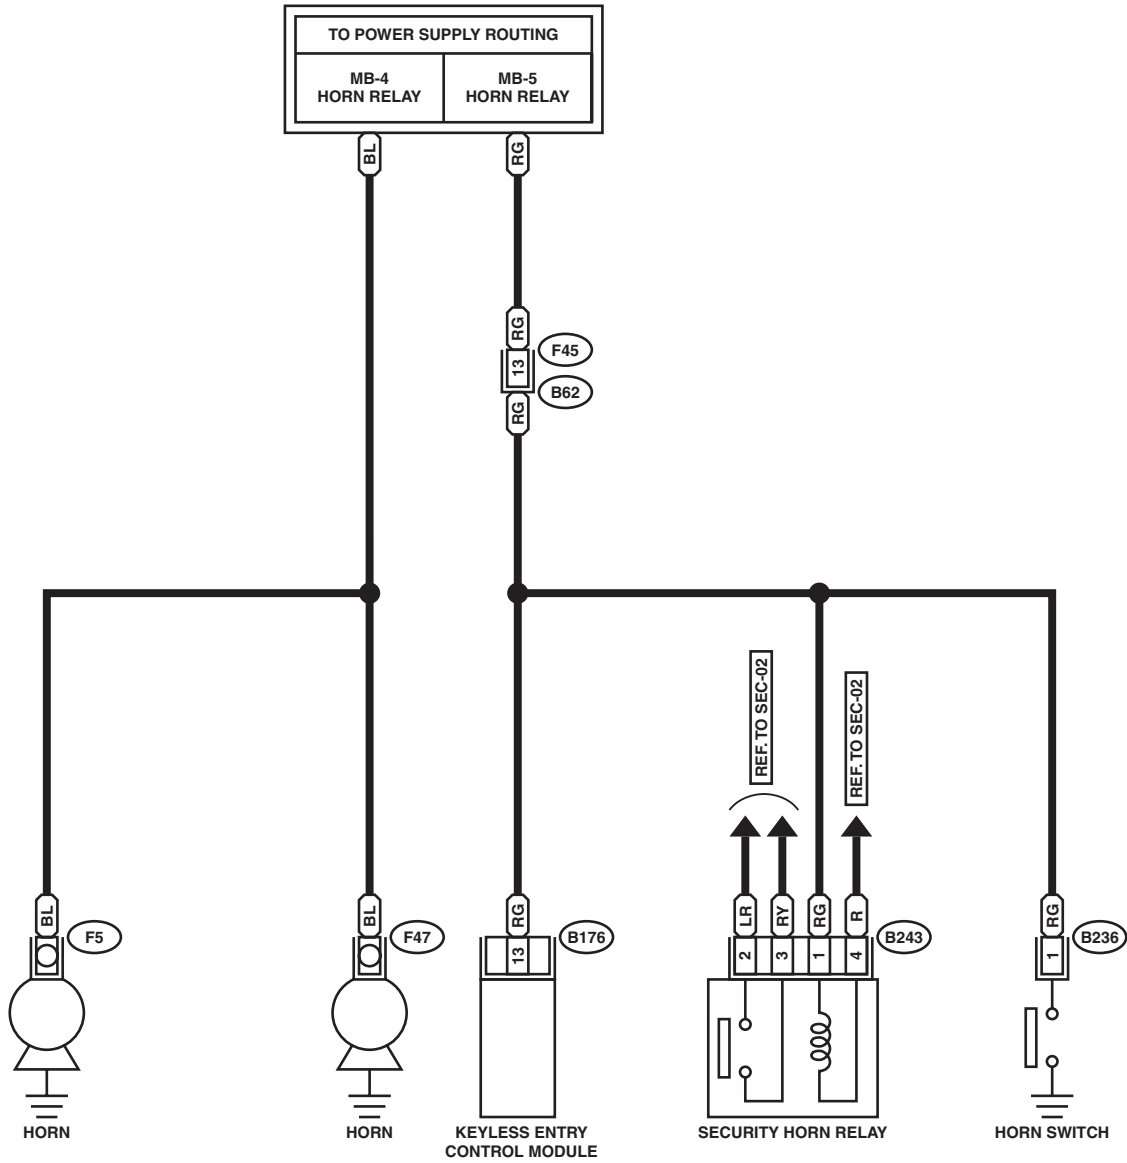 TO POWER SUPPLY ROUTING
MB-4
HORN RELAY
MB-5
HORN RELAY
BL
RG
RG
13
F45
B62
RG
REF. TO SEC-02
REF. TO SEC-02
BL
F5
BL
F47
RG
13
B176
LR
RY
RG
R
2
3
1
4
B243
RG
1
B236
HORN
HORN
KEYLESS ENTRY
CONTROL MODULE
SECURITY HORN RELAY
HORN SWITCH